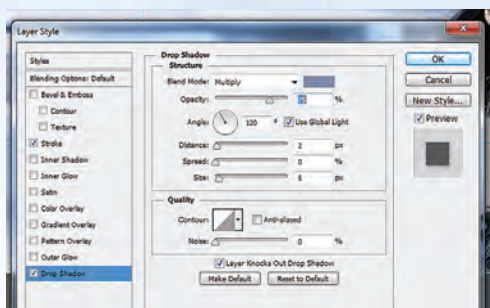 Layer Style
Styles
Blending Options: Default
Bevel & Emboss
Contour
Texture
Stroke
Inner Shadow
Inner Glow
Satin
Color Overlay
Gradient Overlay
Pattern Overlay
Outer Glow
Drop Shadow
Drop Shadow
Structure
Blend Mode: Multiply
Opacity: %
Angle: 120 ° Use Global Light
Distance: 2 px
Spread: 0 %
Size: 5 px
Quality
Contour: Anti-aliased
Noise: 0 %
Layer Knocks Out Drop Shadow
Make Default Reset to Default
OK
Cancel
New Style...
Preview